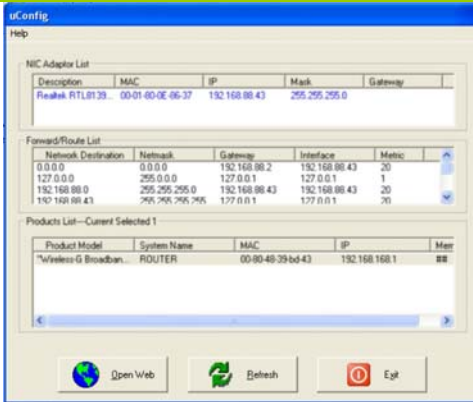 uConfig
Help
NIC Adaptor List
Description MAC IP Mask Gateway
Realtek RTL8139... 00-01-80-0E-86-37 192.168.88.43 255.255.255.0
Forward/Route List
Network Destination Netmask Gateway Interface Metric
0.0.0.0 0.0.0.0 192.168.88.2 192.168.88.43 20
127.0.0.0 255.0.0.0 127.0.0.1 127.0.0.1 1
192.168.88.0 255.255.255.0 192.168.88.43 192.168.88.43 20
192.168.88.43 255.255.255.255 127.0.0.1 127.0.0.1 20
Products List---Current Selected 1
Product Model System Name MAC IP Mem
"Wireless-G Broadban... ROUTER 00-80-48-39-bd-43 192.168.168.1 ##
Open Web Refresh Exit